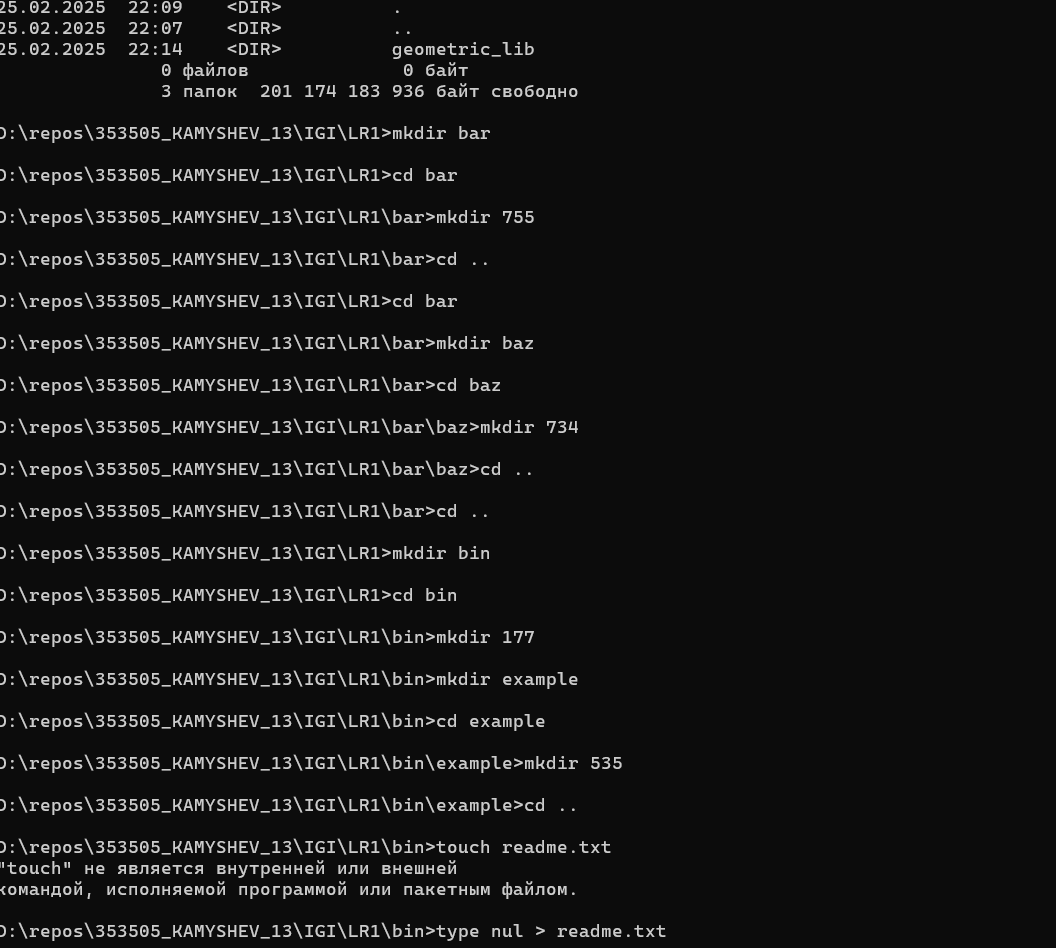 25.02.2025  22:09    <DIR>          .
25.02.2025  22:07    <DIR>          ..
25.02.2025  22:14    <DIR>          geometric_lib
               0 файлов              0 байт
               3 папок  201 174 183 936 байт свободно
D:\repos\353505_KAMYSHEV_13\IGI\LR1>mkdir bar
D:\repos\353505_KAMYSHEV_13\IGI\LR1>cd bar
D:\repos\353505_KAMYSHEV_13\IGI\LR1\bar>mkdir 755
D:\repos\353505_KAMYSHEV_13\IGI\LR1\bar>cd ..
D:\repos\353505_KAMYSHEV_13\IGI\LR1>cd bar
D:\repos\353505_KAMYSHEV_13\IGI\LR1\bar>mkdir baz
D:\repos\353505_KAMYSHEV_13\IGI\LR1\bar>cd baz
D:\repos\353505_KAMYSHEV_13\IGI\LR1\bar\baz>mkdir 734
D:\repos\353505_KAMYSHEV_13\IGI\LR1\bar\baz>cd ..
D:\repos\353505_KAMYSHEV_13\IGI\LR1\bar>cd ..
D:\repos\353505_KAMYSHEV_13\IGI\LR1>mkdir bin
D:\repos\353505_KAMYSHEV_13\IGI\LR1>cd bin
D:\repos\353505_KAMYSHEV_13\IGI\LR1\bin>mkdir 177
D:\repos\353505_KAMYSHEV_13\IGI\LR1\bin>mkdir example
D:\repos\353505_KAMYSHEV_13\IGI\LR1\bin>cd example
D:\repos\353505_KAMYSHEV_13\IGI\LR1\bin\example>mkdir 535
D:\repos\353505_KAMYSHEV_13\IGI\LR1\bin\example>cd ..
D:\repos\353505_KAMYSHEV_13\IGI\LR1\bin>touch readme.txt
"touch" не является внутренней или внешней
командой, исполняемой программой или пакетным файлом.
D:\repos\353505_KAMYSHEV_13\IGI\LR1\bin>type nul > readme.txt